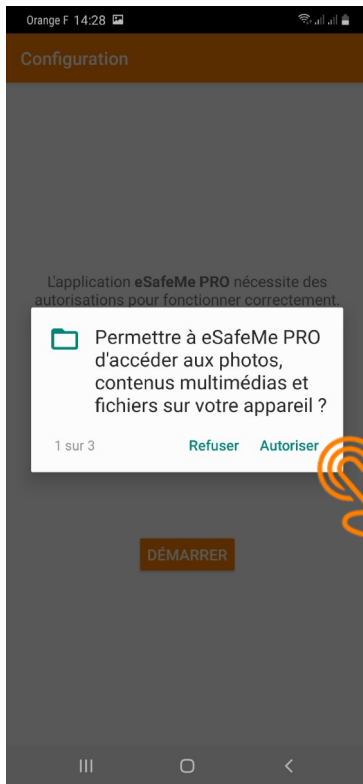 Orange F 14:28
Configuration
L'application eSafeMe PRO nécessite des
autorisations pour fonctionner correctement.
Permettre à eSafeMe PRO
d'accéder aux photos,
contenus multimédias et
fichiers sur votre appareil ?
1 sur 3 Refuser Autoriser
DÉMARRER